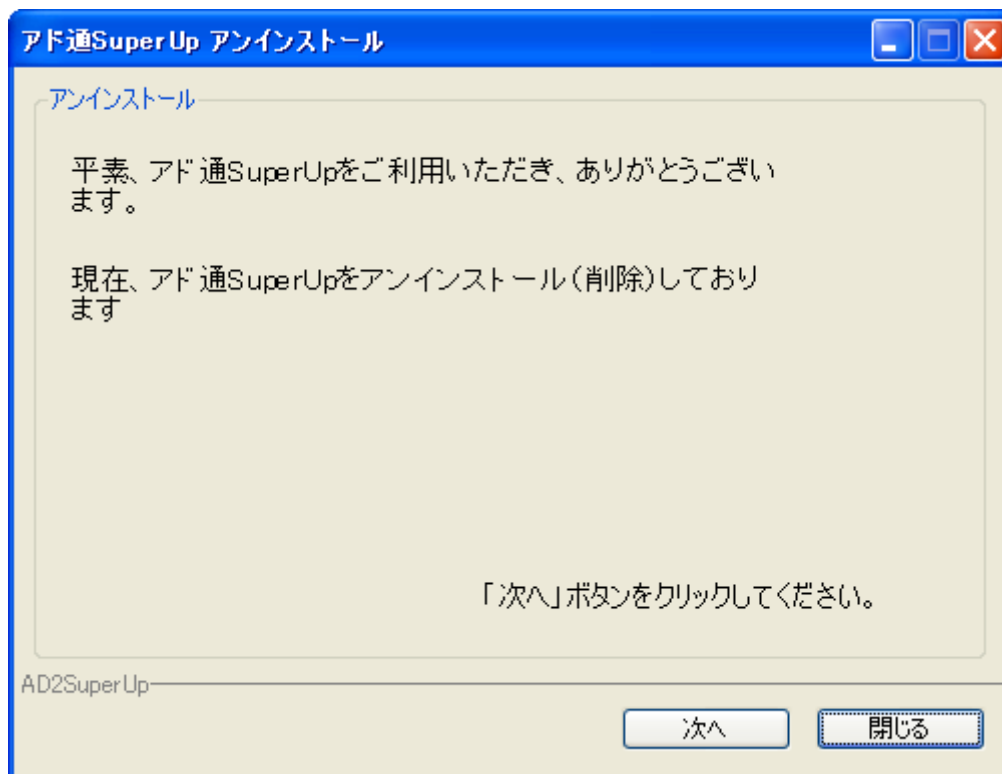 アド通SuperUp アンインストール
アンインストール
平素、アド通SuperUpをご利用いただき、ありがとうござい
ます。
現在、アド通SuperUpをアンインストール(削除)しており
ます
「次へ」ボタンをクリックしてください。
AD2SuperUp
次へ
閉じる